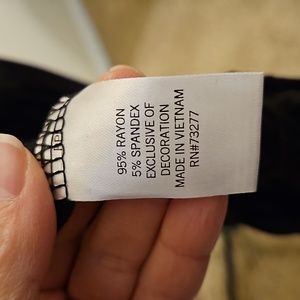 95% RAYON
5% SPANDEX
EXCLUSIVE OF
DECORATION
MADE IN VIETNAM
RN#73277